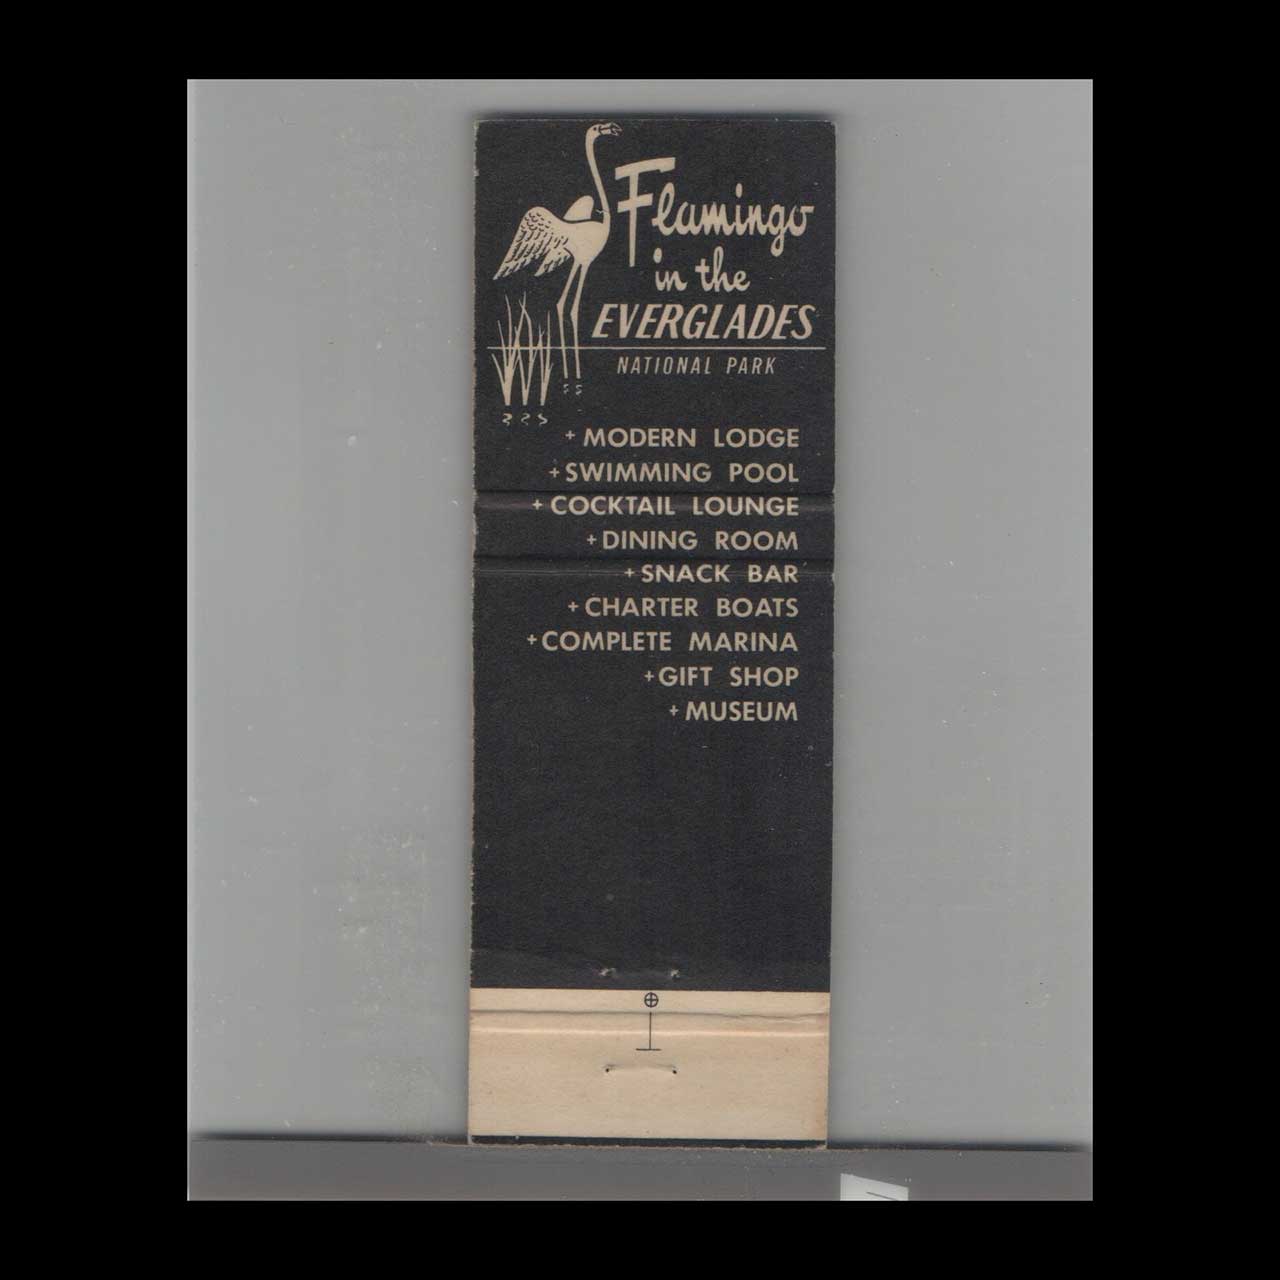 Flamingo
in the
EVERGLADES
NATIONAL PARK
+ MODERN LODGE
+ SWIMMING POOL
+ COCKTAIL LOUNGE
+ DINING ROOM
+ SNACK BAR
+ CHARTER BOATS
+ COMPLETE MARINA
+ GIFT SHOP
+ MUSEUM